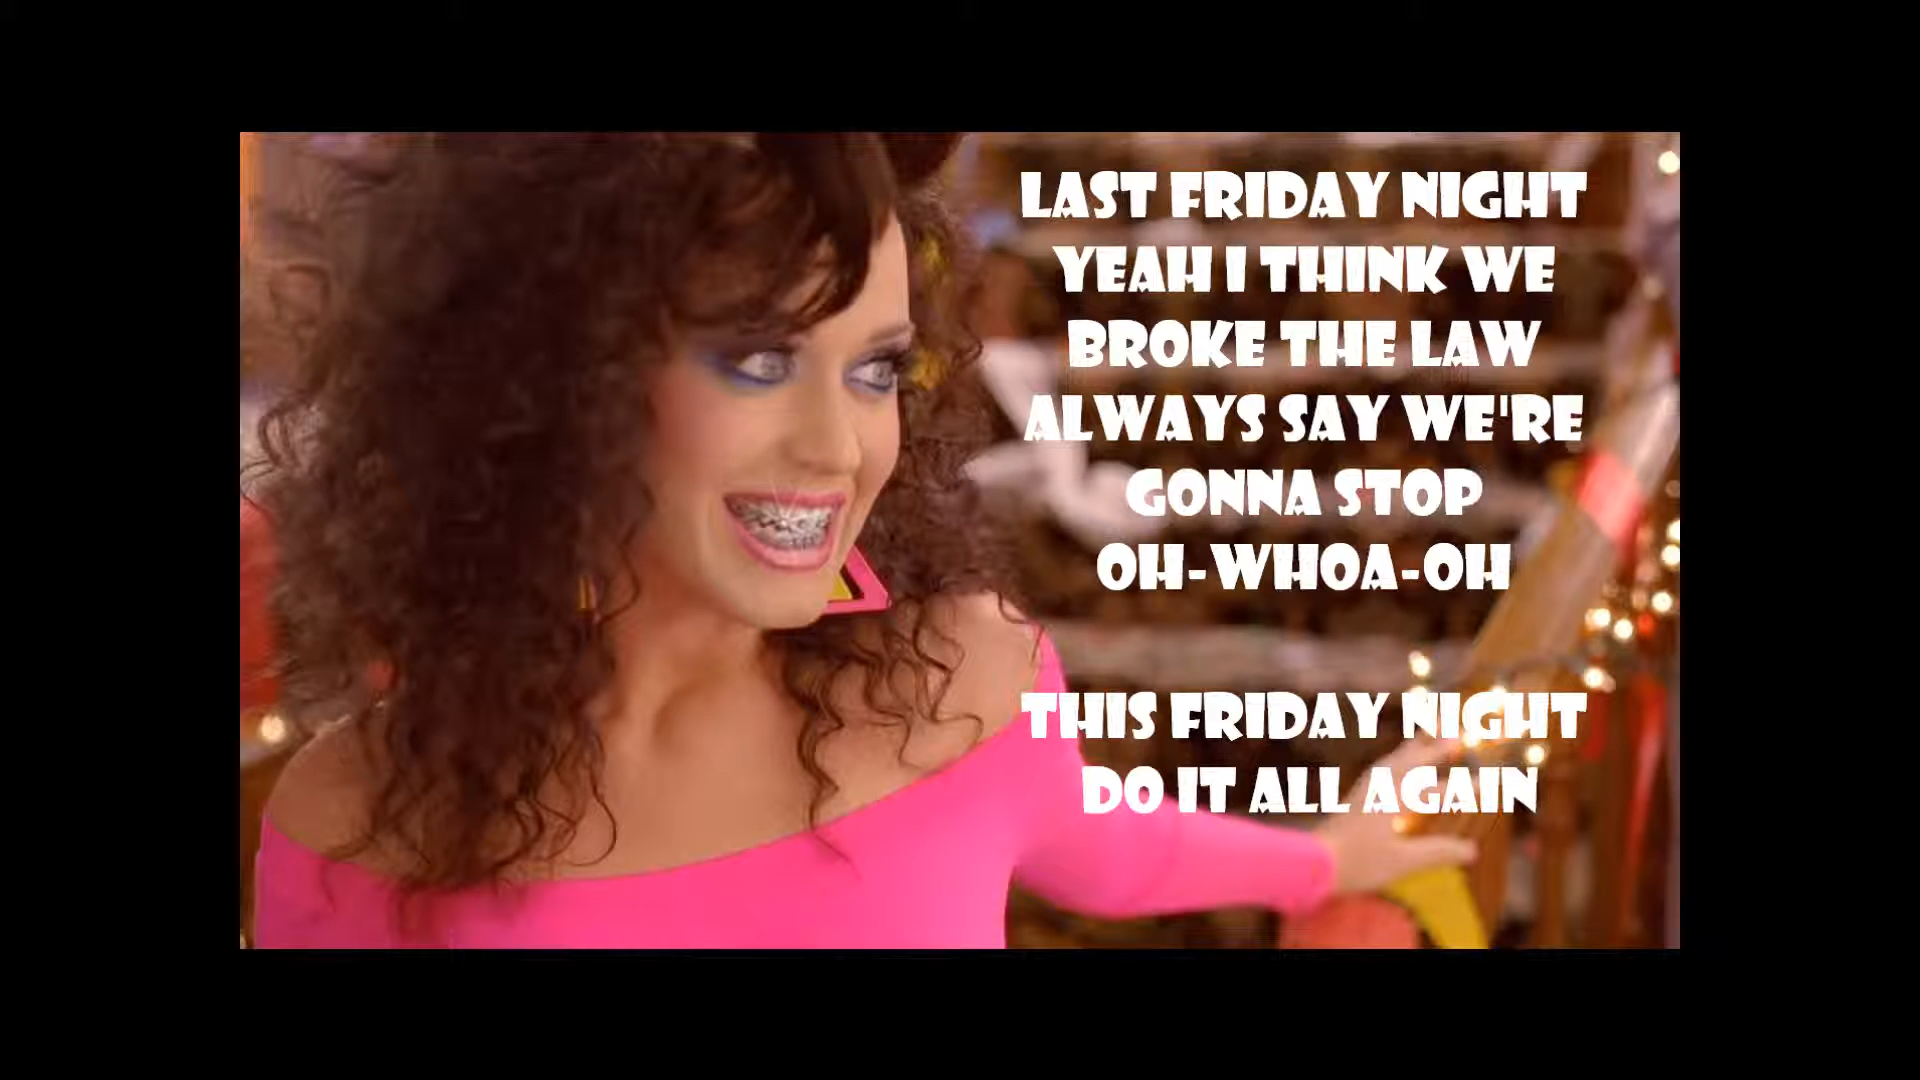 LAST FRIDAY NIGHT
YEAH I THINK WE
BROKE THE LAW
ALWAYS SAY WE'RE
GONNA STOP
OH-WHOA-OH
THIS FRIDAY NIGHT
DO IT ALL AGAIN